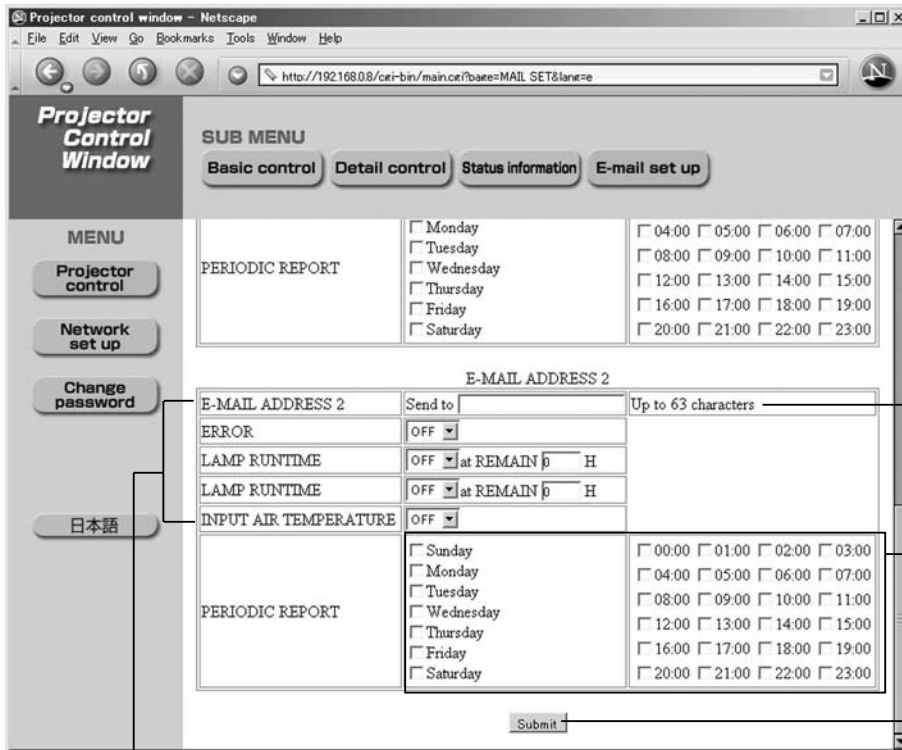 Projector control window - Netscape
File Edit View Go Bookmarks Tools Window Help
http://192.168.0.8/cgi-bin/main.cgi?page=MAIL SET&lang=e
N
Projector
Control
Window
SUB MENU
Basic control
Detail control
Status information
E-mail set up
MENU
Projector
control
Network
set up
Change
password
日本語
PERIODIC REPORT
Monday
Tuesday
Wednesday
Thursday
Friday
Saturday
04:00 05:00 06:00 07:00
08:00 09:00 10:00 11:00
12:00 13:00 14:00 15:00
16:00 17:00 18:00 19:00
20:00 21:00 22:00 23:00
E-MAIL ADDRESS 2
E-MAIL ADDRESS 2 Send to Up to 63 characters
ERROR OFF
LAMP RUNTIME OFF at REMAIN 0 H
LAMP RUNTIME OFF at REMAIN 0 H
INPUT AIR TEMPERATURE OFF
PERIODIC REPORT
Sunday
Monday
Tuesday
Wednesday
Thursday
Friday
Saturday
00:00 01:00 02:00 03:00
04:00 05:00 06:00 07:00
08:00 09:00 10:00 11:00
12:00 13:00 14:00 15:00
16:00 17:00 18:00 19:00
20:00 21:00 22:00 23:00
Submit